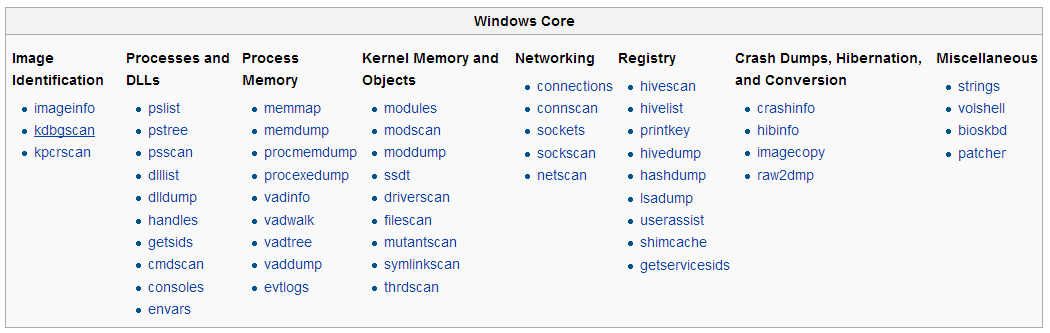 Windows Core
Image
Identification
imageinfo
kdbgscan
kpcrscan
Processes and
DLLs
pslist
pstree
psscan
dlllist
dlldump
handles
getsids
cmdscan
consoles
envars
Process
Memory
memmap
memdump
procmemdump
procexedump
vadinfo
vadwalk
vadtree
vaddump
evtlogs
Kernel Memory and
Objects
modules
modscan
moddump
ssdt
driverscan
filescan
mutantscan
symlinkscan
thrdscan
Networking
connections
connscan
sockets
sockscan
netscan
Registry
hivescan
hivelist
printkey
hivedump
hashdump
lsadump
userassist
shimcache
getservicesids
Crash Dumps, Hibernation,
and Conversion
crashinfo
hibinfo
imagecopy
raw2dmp
Miscellaneous
strings
volshell
bioskbd
patcher